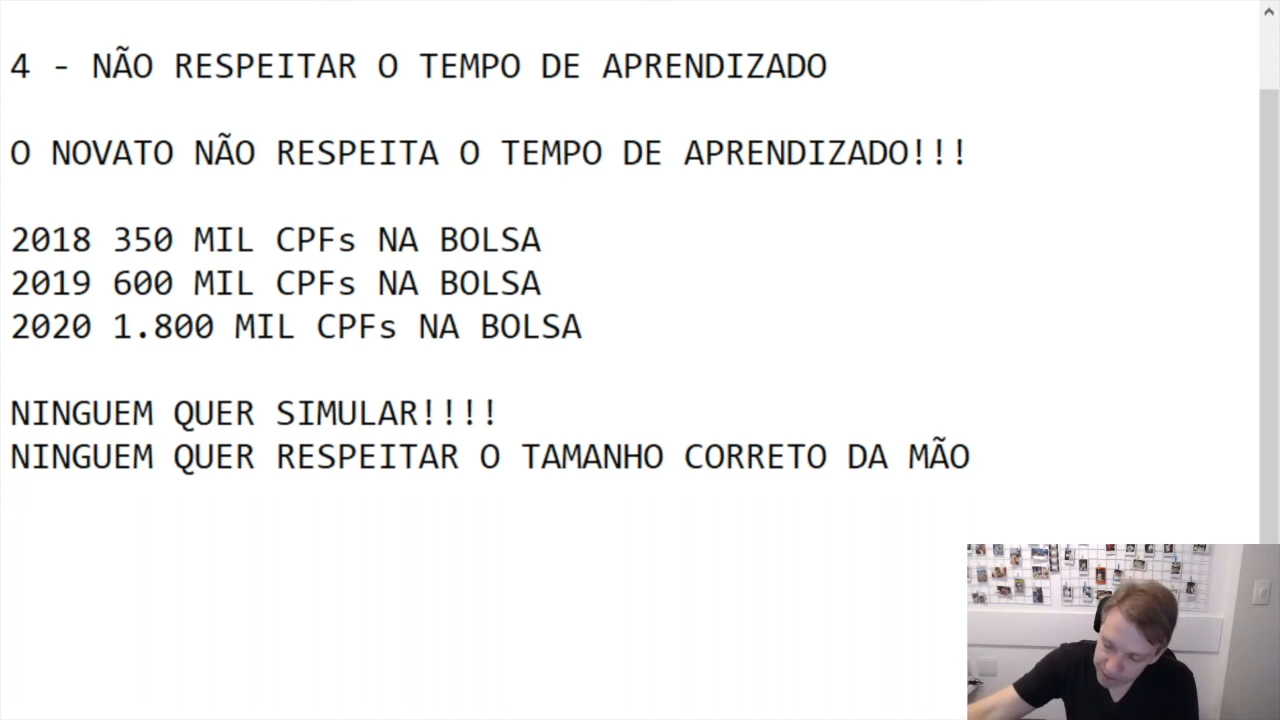 4 - NÃO RESPEITAR O TEMPO DE APRENDIZADO
O NOVATO NÃO RESPEITA O TEMPO DE APRENDIZADO!!!
2018 350 MIL CPFs NA BOLSA
2019 600 MIL CPFs NA BOLSA
2020 1.800 MIL CPFs NA BOLSA
NINGUEM QUER SIMULAR!!!!
NINGUEM QUER RESPEITAR O TAMANHO CORRETO DA MÃO